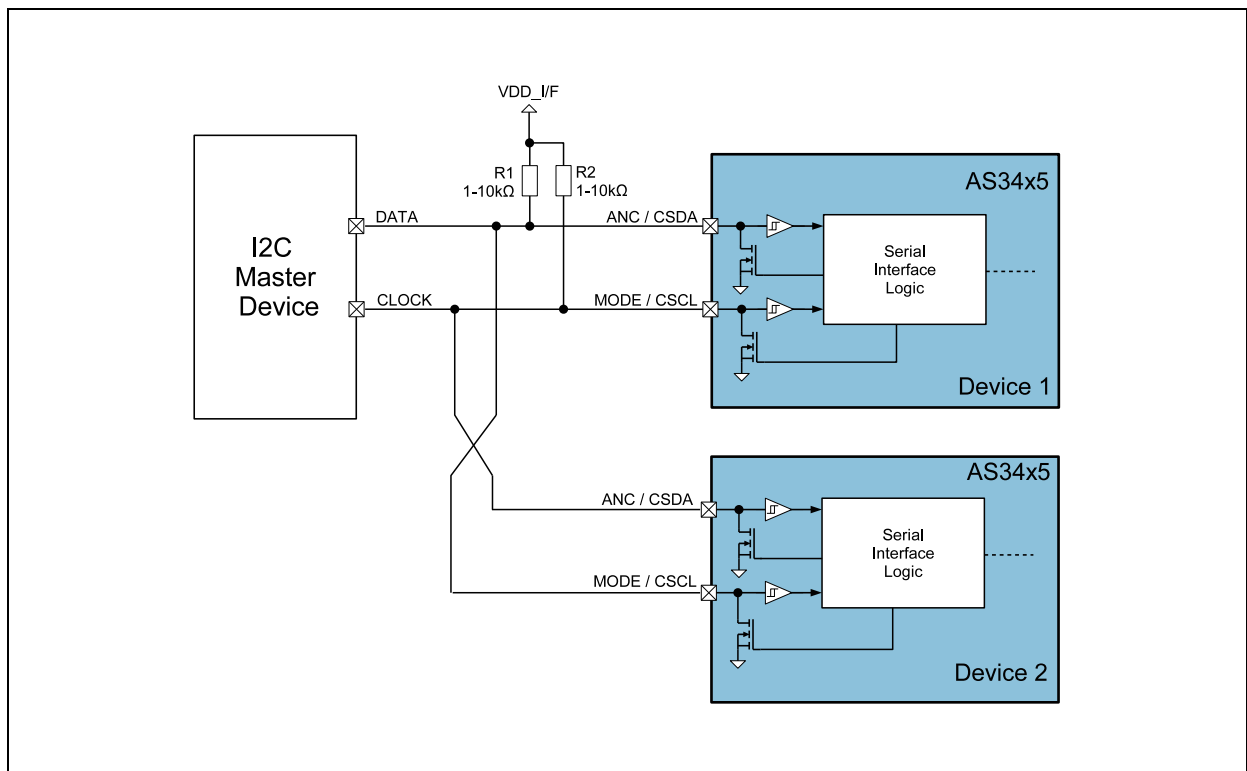 VDD_I/F
R1
1-10kΩ
R2
1-10kΩ
I2C
Master
Device
DATA
CLOCK
ANC / CSDA
MODE / CSCL
AS34x5
Serial
Interface
Logic
Device 1
ANC / CSDA
MODE / CSCL
AS34x5
Serial
Interface
Logic
Device 2